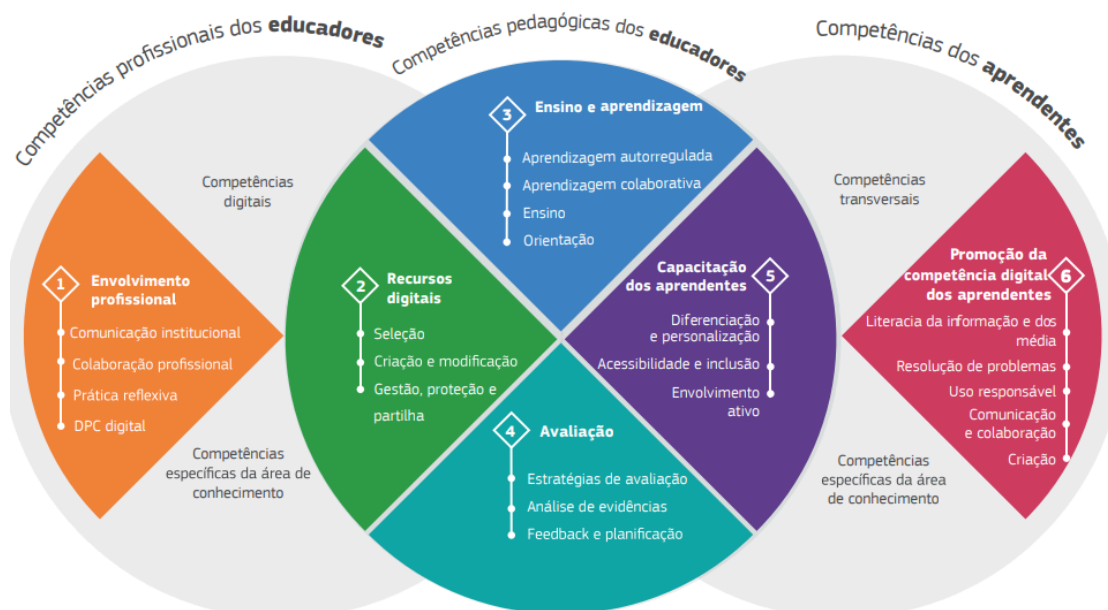 Competências profissionais dos educadores
Competências pedagógicas dos educadores
Competências dos aprendentes
Competências
digitais
Competências
específicas da área de
conhecimento
1
Envolvimento
profissional
Comunicação institucional
Colaboração profissional
Prática reflexiva
DPC digital
2
Recursos
digitais
Seleção
Criação e modificação
Gestão, proteção e
partilha
3
Ensino e aprendizagem
Aprendizagem autorregulada
Aprendizagem colaborativa
Ensino
Orientação
4
Avaliação
Estratégias de avaliação
Análise de evidências
Feedback e planificação
5
Capacitação
dos aprendentes
Diferenciação
e personalização
Acessibilidade e inclusão
Envolvimento
ativo
Competências
transversais
Competências
específicas da área
de conhecimento
6
Promoção da
competência digital
dos aprendentes
Literacia da informação e dos
média
Resolução de problemas
Uso responsável
Comunicação
e colaboração
Criação